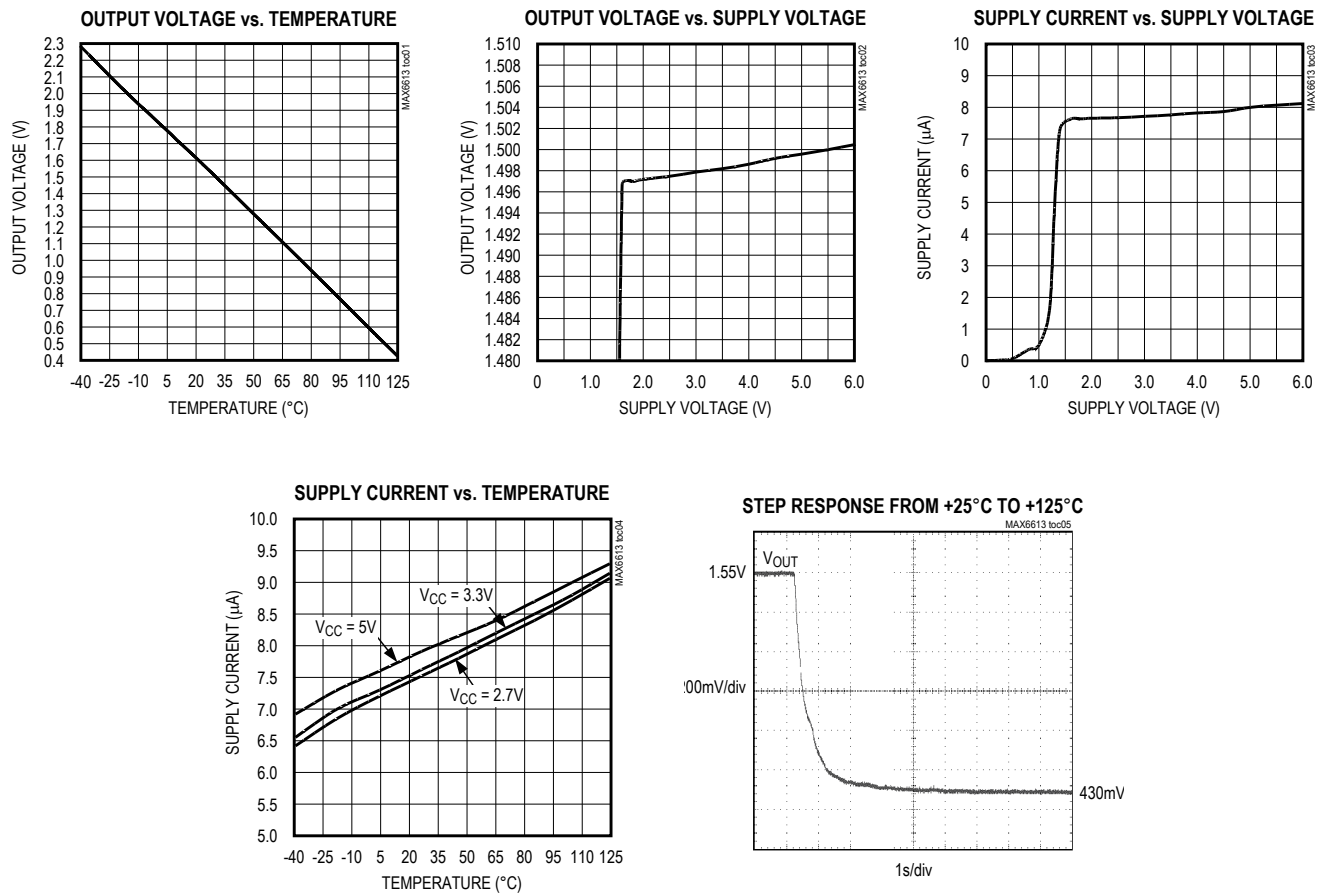 OUTPUT VOLTAGE vs. TEMPERATURE
MAX6613 toc01
OUTPUT VOLTAGE (V)
2.3
2.2
2.1
2.0
1.9
1.8
1.7
1.6
1.5
1.4
1.3
1.2
1.1
1.0
0.9
0.8
0.7
0.6
0.5
0.4
-40 -25 -10 5 20 35 50 65 80 95 110 125
TEMPERATURE (°C)
OUTPUT VOLTAGE vs. SUPPLY VOLTAGE
MAX6613 toc02
OUTPUT VOLTAGE (V)
1.510
1.508
1.506
1.504
1.502
1.500
1.498
1.496
1.494
1.492
1.490
1.488
1.486
1.484
1.482
1.480
0 1.0 2.0 3.0 4.0 5.0 6.0
SUPPLY VOLTAGE (V)
SUPPLY CURRENT vs. SUPPLY VOLTAGE
MAX6613 toc03
SUPPLY CURRENT (µA)
10
9
8
7
6
5
4
3
2
1
0
0 1.0 2.0 3.0 4.0 5.0 6.0
SUPPLY VOLTAGE (V)
SUPPLY CURRENT vs. TEMPERATURE
MAX6613 toc04
SUPPLY CURRENT (µA)
10.0
9.5
9.0
8.5
8.0
7.5
7.0
6.5
6.0
5.5
5.0
VCC = 3.3V
VCC = 5V
VCC = 2.7V
-40 -25 -10 5 20 35 50 65 80 95 110 125
TEMPERATURE (°C)
STEP RESPONSE FROM +25°C TO +125°C
MAX6613 toc05
VOUT
1.55V
00mV/div
430mV
1s/div